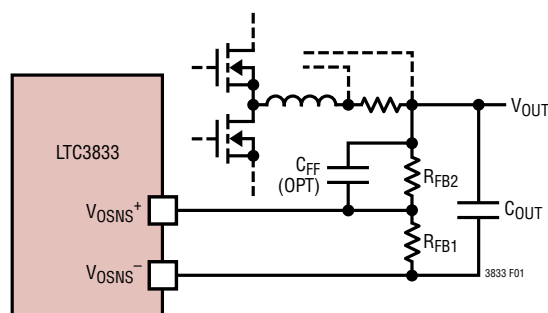 LTC3833
VOSNS+
VOSNS–
CFF
(OPT)
RFB2
RFB1
VOUT
COUT
3833 F01